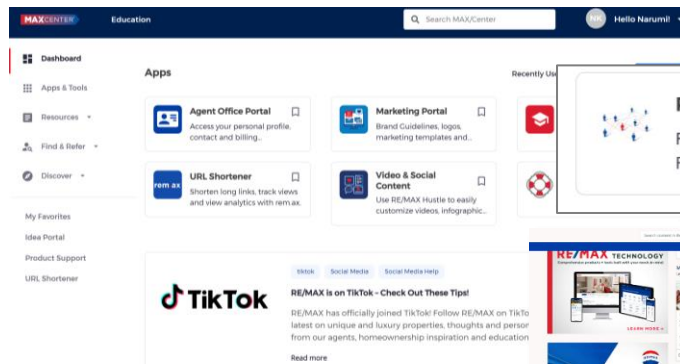 MAXCENTER
Education
Search MAX/Center
NK
Hello Narumi!
Dashboard
Apps & Tools
Resources
Find & Refer
Discover
My Favorites
Idea Portal
Product Support
URL Shortener
Apps
Recently Us
Agent Office Portal
Access your personal profile,
contact and billing...
Marketing Portal
Brand Guidelines, logos,
marketing templates and...
rem ax
URL Shortener
Shorten long links, track views
and view analytics with rem.ax.
Video & Social
Content
Use RE/MAX Hustle to easily
customize videos, infographic...
TikTok
tiktok
Social Media
Social Media Help
RE/MAX is on TikTok - Check Out These Tips!
RE/MAX has officially joined TikTok! Follow RE/MAX on TikTo
latest on unique and luxury properties, thoughts and person
from our agents, homeownership inspiration and education
Read more
RE/MAX TECHNOLOGY
LEARN MORE
RE/MAX